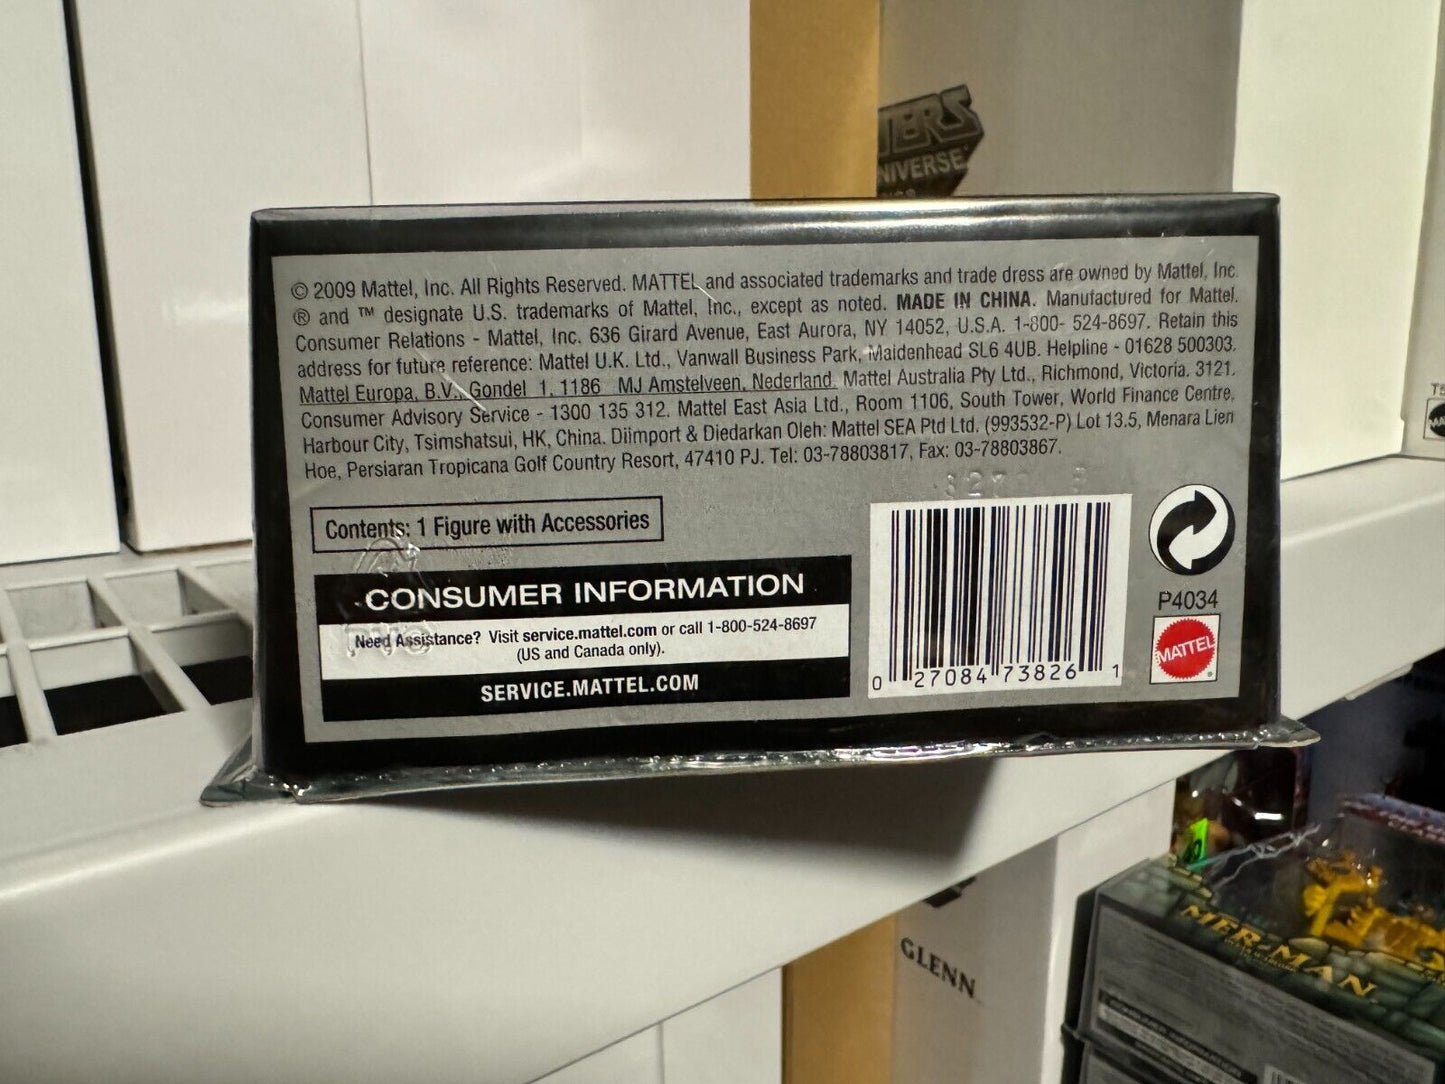 TERS
NIVERSE
© 2009 Mattel, Inc. All Rights Reserved. MATTEL and associated trademarks and trade dress are owned by Mattel, Inc.
® and ™ designate U.S. trademarks of Mattel, Inc., except as noted. MADE IN CHINA. Manufactured for Mattel.
Consumer Relations - Mattel, Inc. 636 Girard Avenue, East Aurora, NY 14052, U.S.A. 1-800- 524-8697. Retain this
address for future reference: Mattel U.K. Ltd., Vanwall Business Park, Maidenhead SL6 4UB. Helpline - 01628 500303.
Mattel Europa, B.V., Gondel 1, 1186 MJ Amstelveen, Nederland. Mattel Australia Pty Ltd., Richmond, Victoria. 3121.
Consumer Advisory Service - 1300 135 312. Mattel East Asia Ltd., Room 1106, South Tower, World Finance Centre,
Harbour City, Tsimshatsui, HK, China. Diimport & Diedarkan Oleh: Mattel SEA Ptd Ltd. (993532-P) Lot 13.5, Menara Lien
Hoe, Persiaran Tropicana Golf Country Resort, 47410 PJ. Tel: 03-78803817, Fax: 03-78803867.
Contents: 1 Figure with Accessories
CONSUMER INFORMATION
Need Assistance? Visit service.mattel.com or call 1-800-524-8697
(US and Canada only).
SERVICE.MATTEL.COM
0 27084 73826 1
P4034
MATTEL
GLENN
MER-MAN
CONSUMER INFORMATION